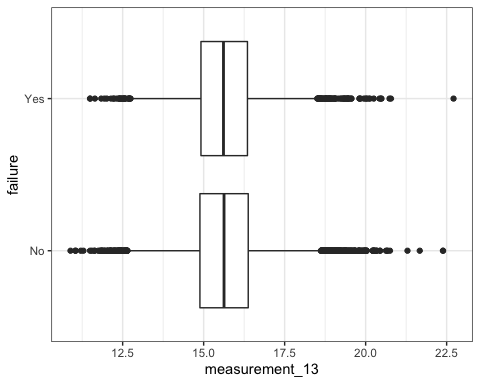 failure
Yes
No
12.5 15.0 17.5 20.0 22.5
measurement_13